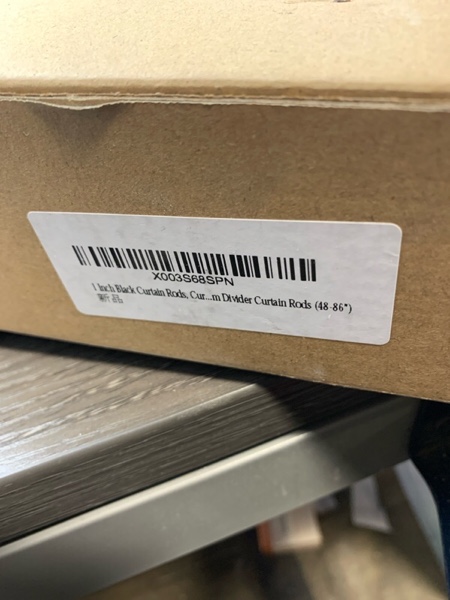 X003S68SPN
1 Inch Black Curtain Rods, Cur...m Divider Curtain Rods (48-86")
新品